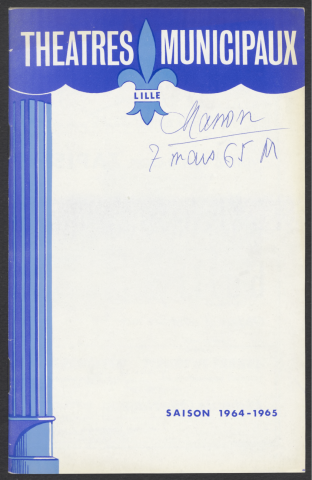 THEATRES MUNICIPAUX
LILLE
Manon
7 mars 65 M
SAISON 1964-1965